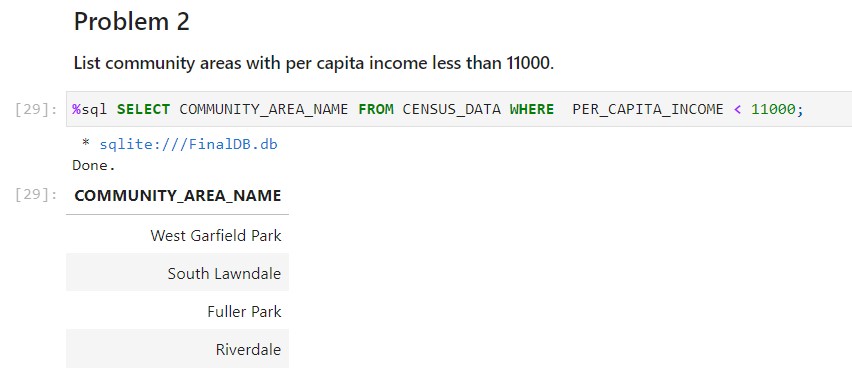 Problem 2
List community areas with per capita income less than 11000.
[29]: %sql SELECT COMMUNITY_AREA_NAME FROM CENSUS_DATA WHERE  PER_CAPITA_INCOME < 11000;
* sqlite:///FinalDB.db
Done.
[29]: COMMUNITY_AREA_NAME
West Garfield Park
South Lawndale
Fuller Park
Riverdale